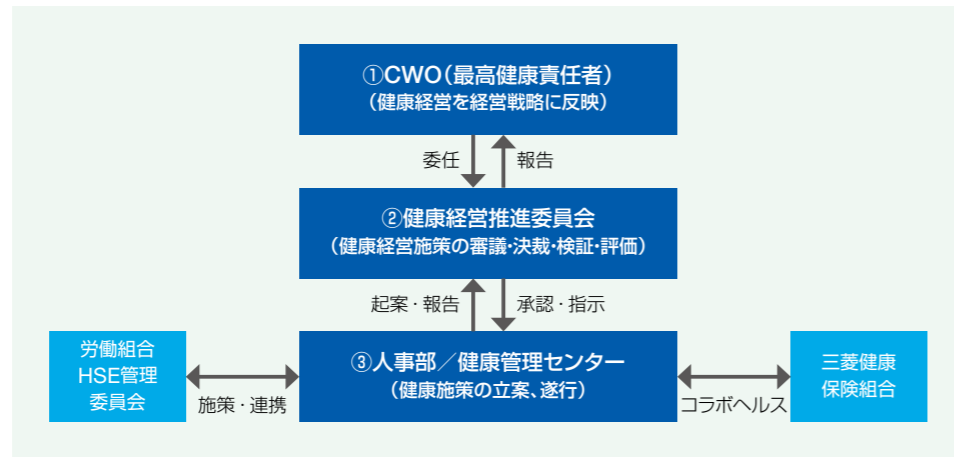 ①CWO（最高健康責任者）
（健康経営を経営戦略に反映）
委任
報告
②健康経営推進委員会
（健康経営施策の審議・決裁・検証・評価）
起案・報告
承認・指示
労働組合
HSE管理
委員会
施策・連携
③人事部／健康管理センター
（健康施策の立案、遂行）
コラボヘルス
三菱健康
保険組合